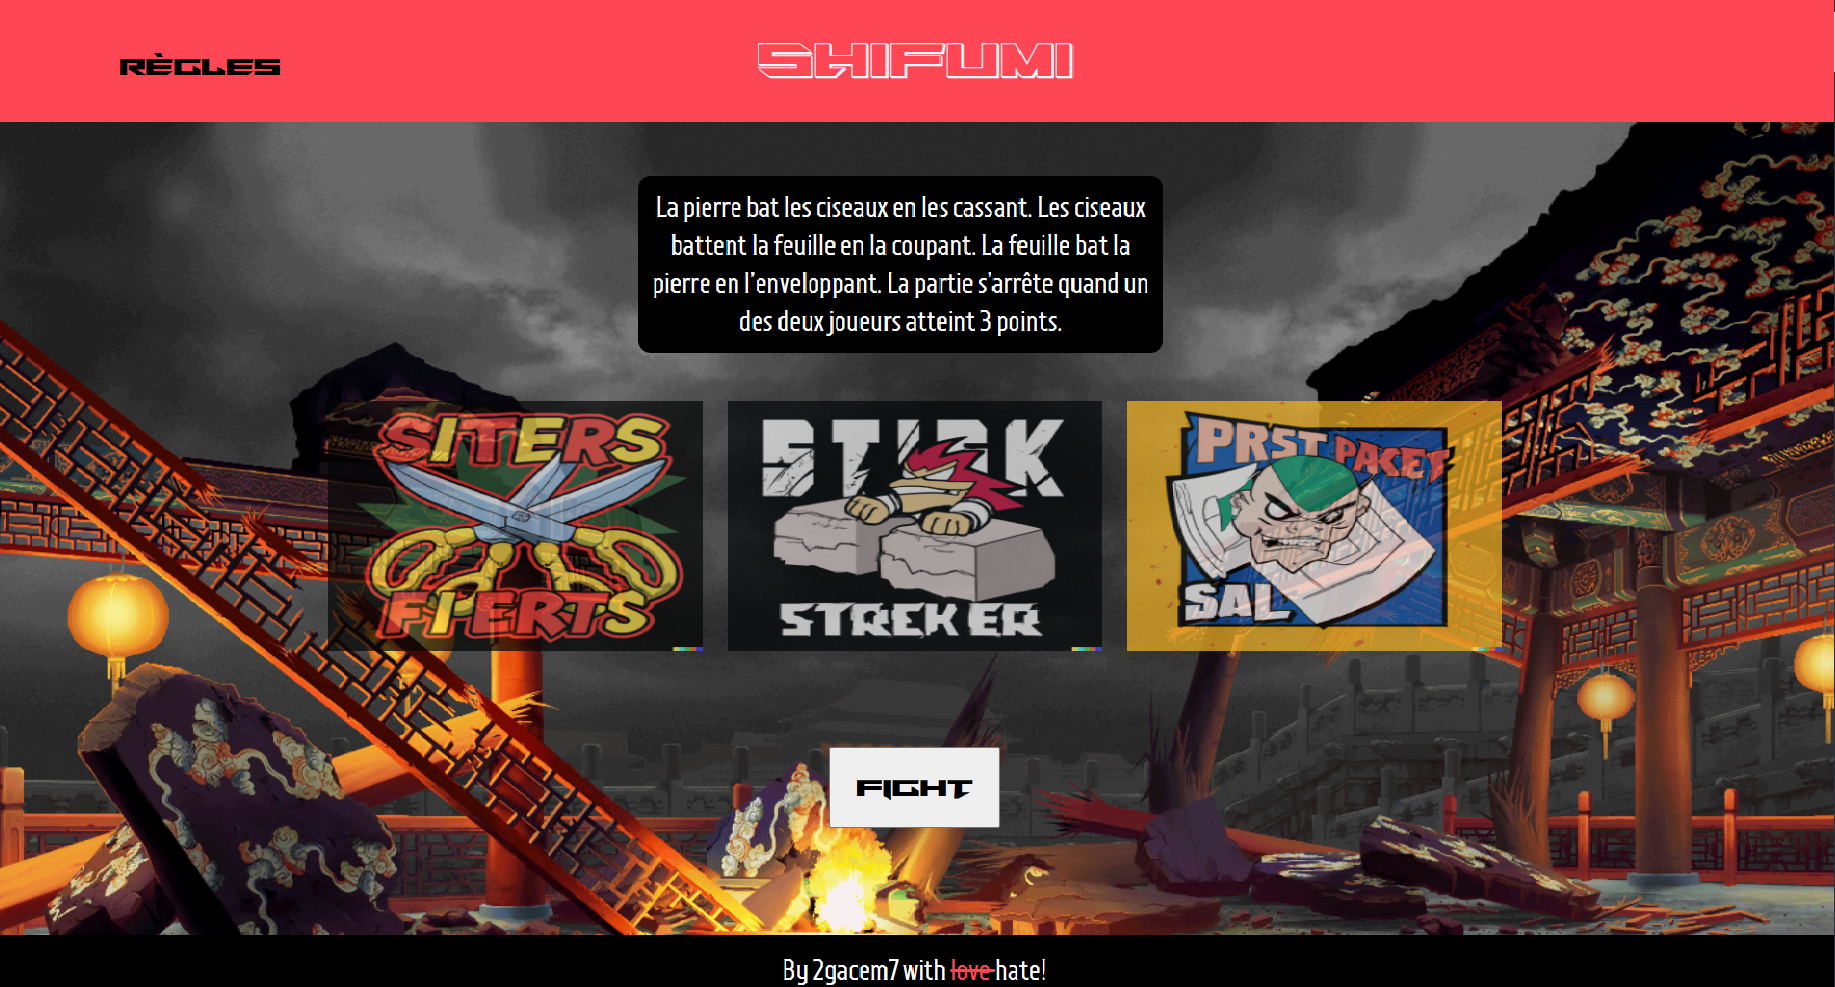 RÈGLES
SHIFUMI
La pierre bat les ciseaux en les cassant. Les ciseaux
battent la feuille en la coupant. La feuille bat la
pierre en l'enveloppant. La partie s'arrête quand un
des deux joueurs atteint 3 points.
SITERS
FIERTS
STICK
STREKER
PRST PACET
SAL
FIGHT
By 2gacem7 with love hate!